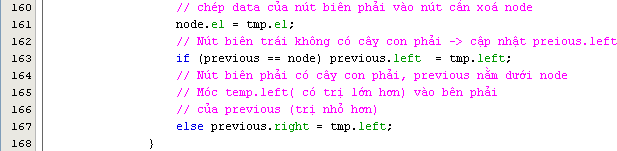 160 // chép data của nút biên phải vào nút cần xoá node
161 node.el = tmp.el;
162 // Nút biên trái không có cây con phải -> cập nhật preious.left
163 if (previous == node) previous.left = tmp.left;
164 // Nút biên phải có cây con phải, previous nằm dưới node
165 // Móc temp.left( có trị lớn hơn) vào bên phải
166 // của previous (trị nhỏ hơn)
167 else previous.right = tmp.left;
168 }